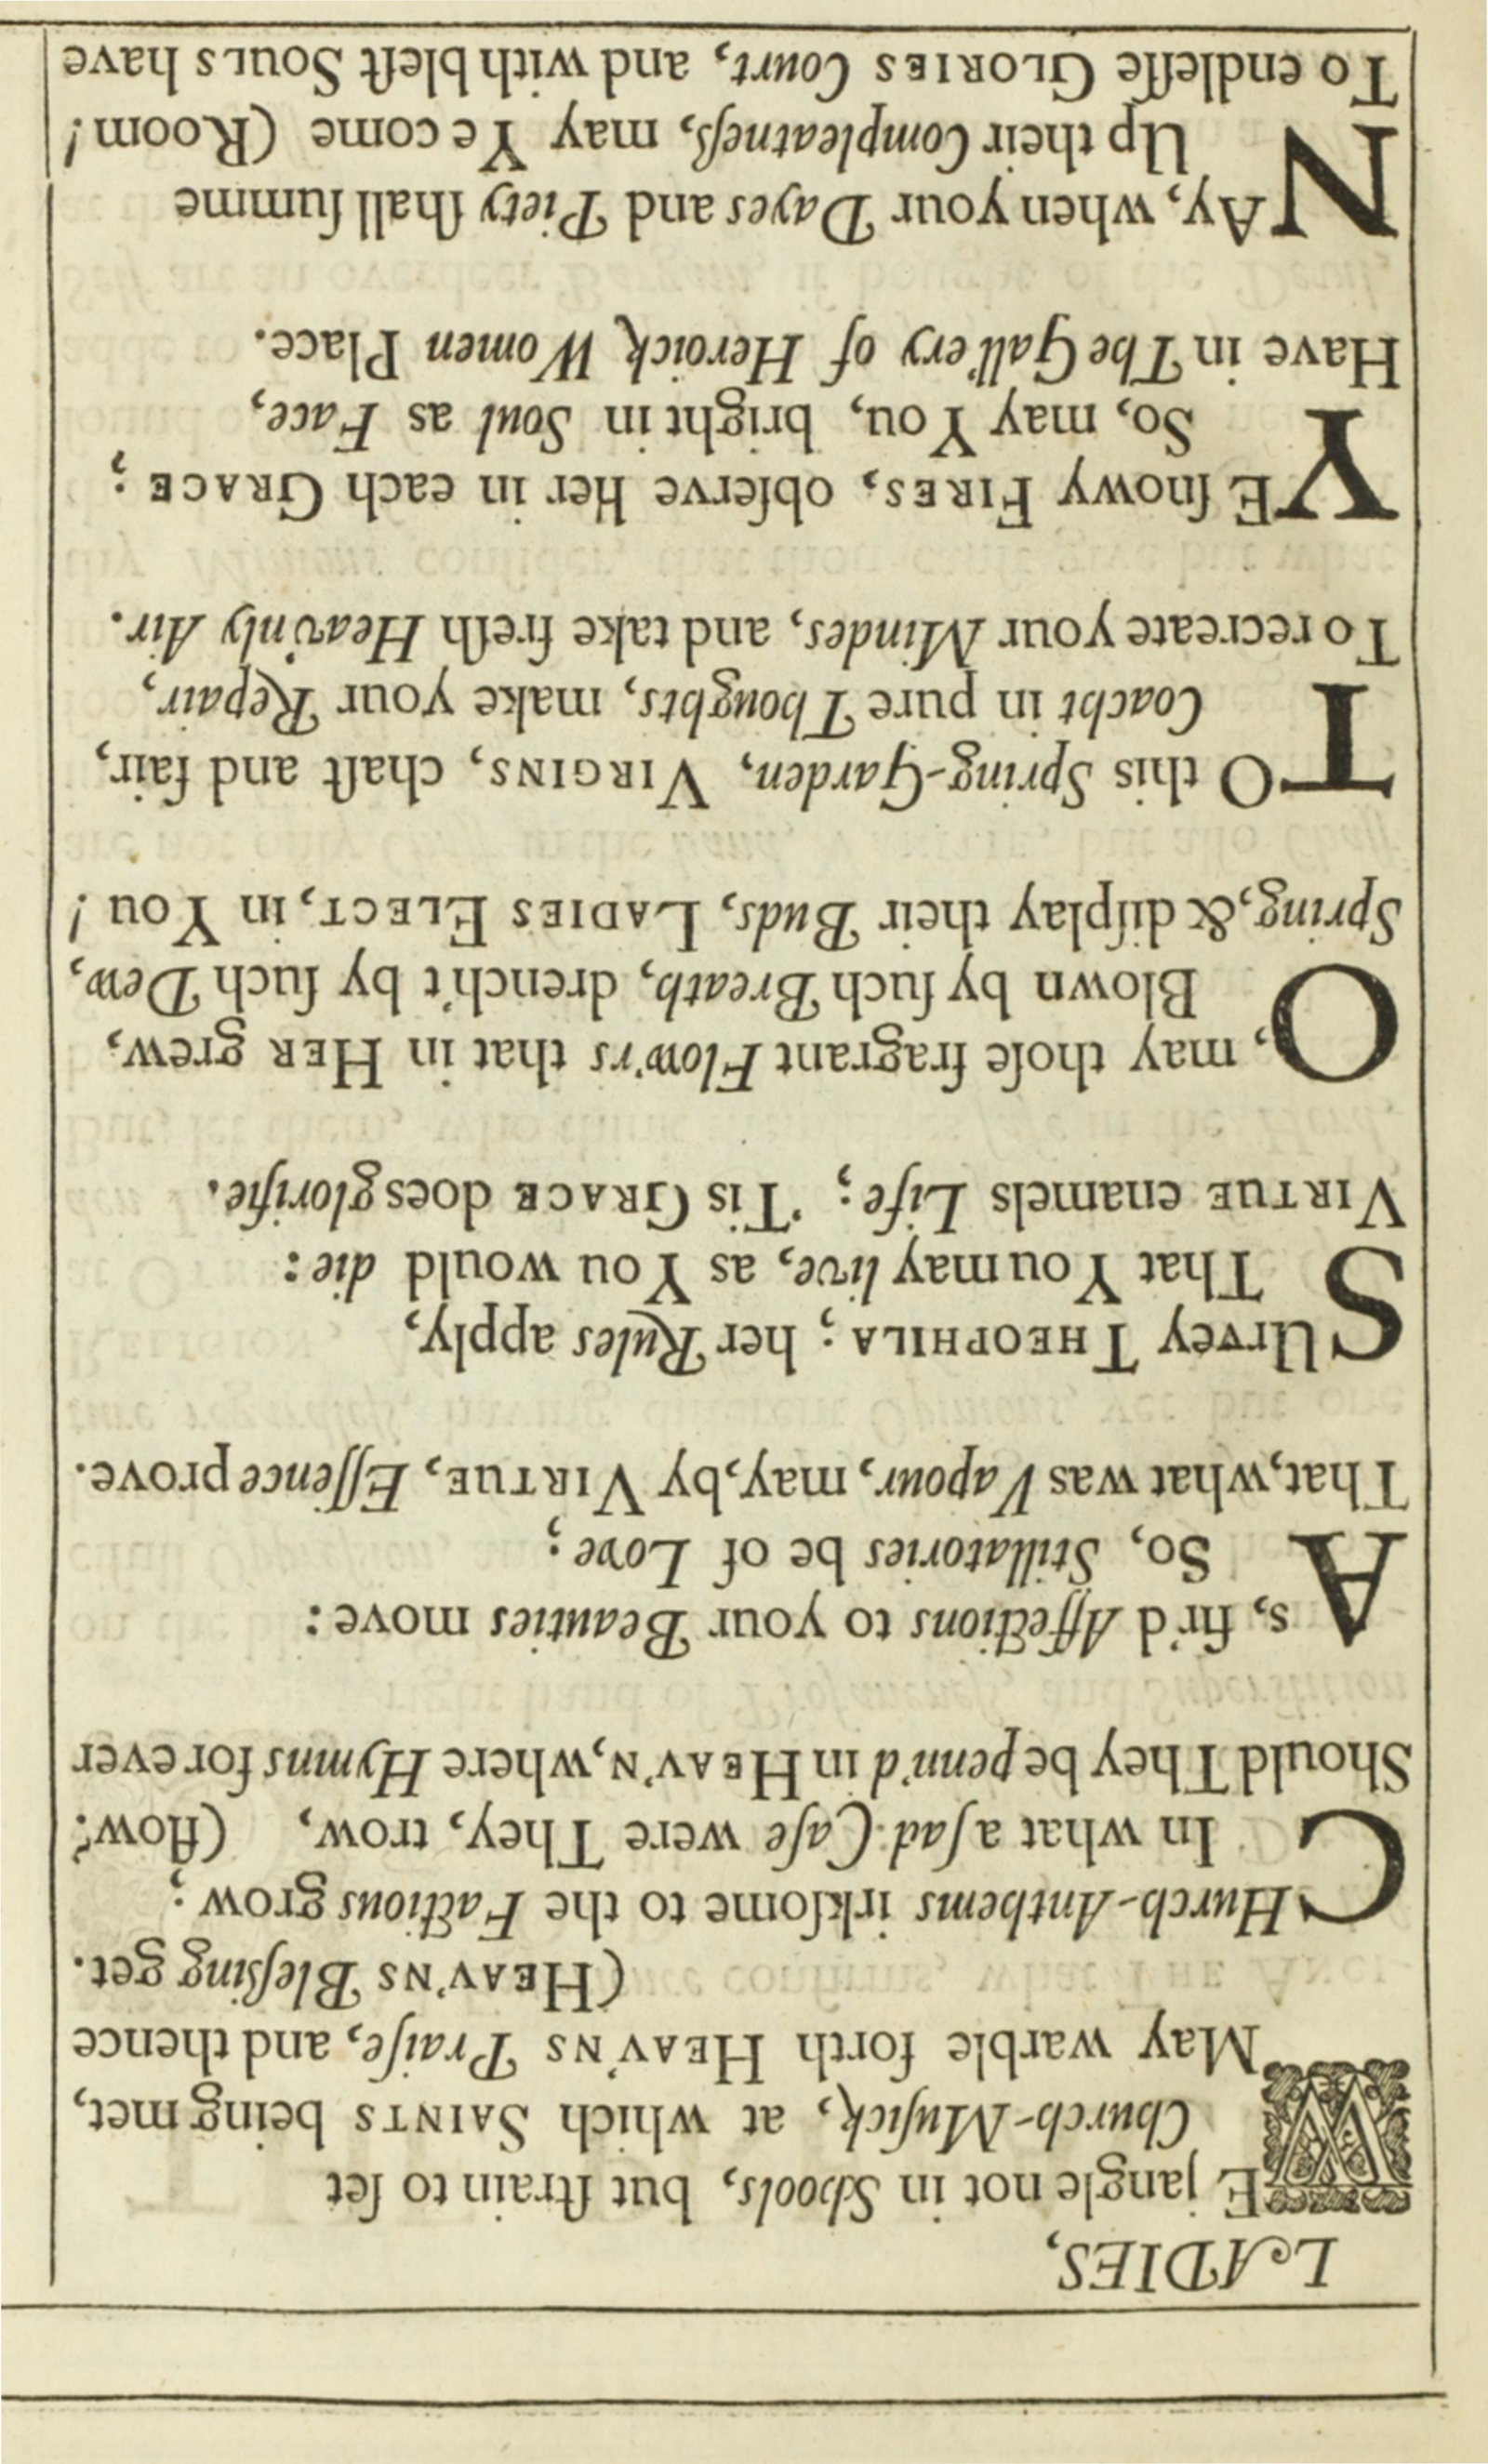 LADIES,
WE jangle not in Schools, but ſtrain to ſet
Church-Muſick, at which SAINTS being met,
May warble forth HEAV'NS Praiſe, and thence
(HEAV'NS Bleſsing get.
CHurch-Anthems irkſome to the Factious grow;
In what a ſad Caſe were They, trow, (flow?
Should They be penn'd in HEAV'N, where Hymns for ever
As, fir'd Affections to your Beauties move:
So, Stillatories be of Love;
That, what was Vapour, may, by VIRTUE, Eſſence prove.
SUrvey THEOPHILA; her Rules apply,
That You may live, as You would die:
VIRTUE enamels Life; 'Tis GRACE does glorifie.
O, may thoſe fragrant Flow'rs that in HER grew,
Blown by ſuch Breath, drench't by ſuch Dew,
Spring, & diſplay their Buds, LADIES ELECT, in You!
TO this Spring-Garden, VIRGINS, chaſt and fair,
Coacht in pure Thoughts, make your Repair,
To recreate your Mindes, and take freſh Heav'nly Air.
YE ſnowy FIRES, obſerve her in each GRACE;
So, may You, bright in Soul as Face,
Have in The Gall'ery of Heroick Women Place.
NAy, when your Dayes and Piety ſhall ſumme
Up their Compleatneſs, may Ye come (Room!
To endleſſe GLORIES Court, and with bleſt SOULS have